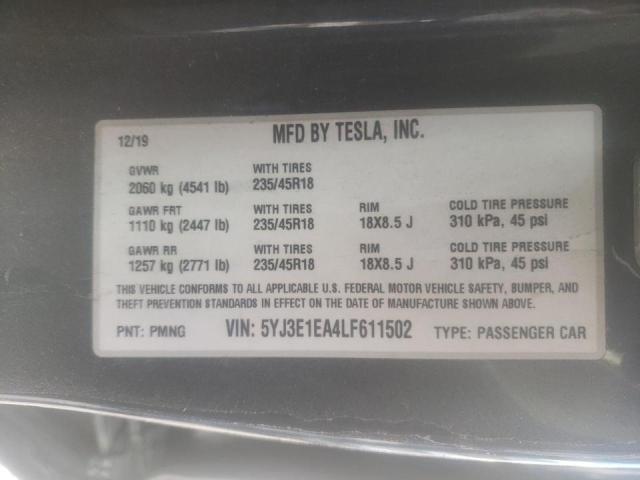 12/19 MFD BY TESLA, INC.
GVWR WITH TIRES
2060 kg (4541 lb) 235/45R18
GAWR FRT WITH TIRES RIM COLD TIRE PRESSURE
1110 kg (2447 lb) 235/45R18 18X8.5 J 310 kPa, 45 psi
GAWR RR WITH TIRES RIM COLD TIRE PRESSURE
1257 kg (2771 lb) 235/45R18 18X8.5 J 310 kPa, 45 psi
THIS VEHICLE CONFORMS TO ALL APPLICABLE U.S. FEDERAL MOTOR VEHICLE SAFETY, BUMPER, AND
THEFT PREVENTION STANDARDS IN EFFECT ON THE DATE OF MANUFACTURE SHOWN ABOVE.
PNT: PMNG VIN: 5YJ3E1EA4LF611502 TYPE: PASSENGER CAR